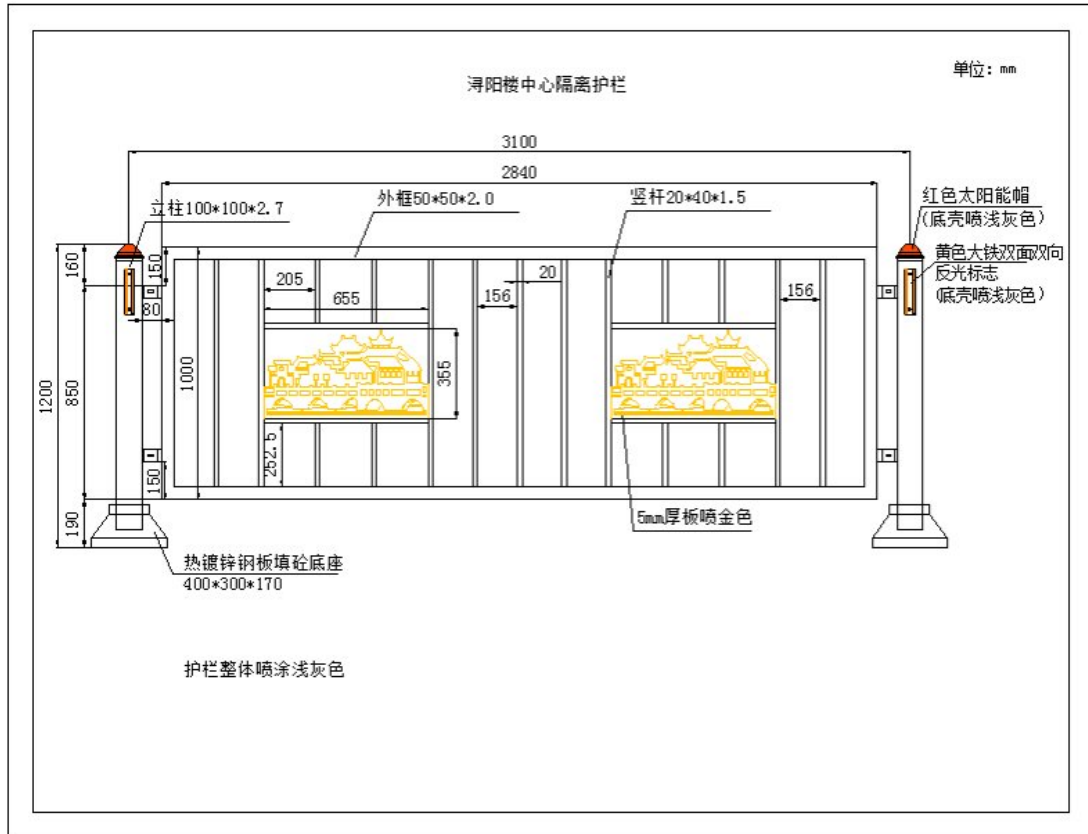 单位：mm
浔阳楼中心隔离护栏
3100
2840
立柱100*100*2.7
外框50*50*2.0
竖杆20*40*1.5
红色太阳能帽
(底壳喷浅灰色)
黄色大铁双面双向
反光标志
(底壳喷浅灰色)
160
150
80
205
655
156
20
156
355
1200
850
1000
252.5
150
190
5mm厚板喷金色
热镀锌钢板填砼底座
400*300*170
护栏整体喷涂浅灰色